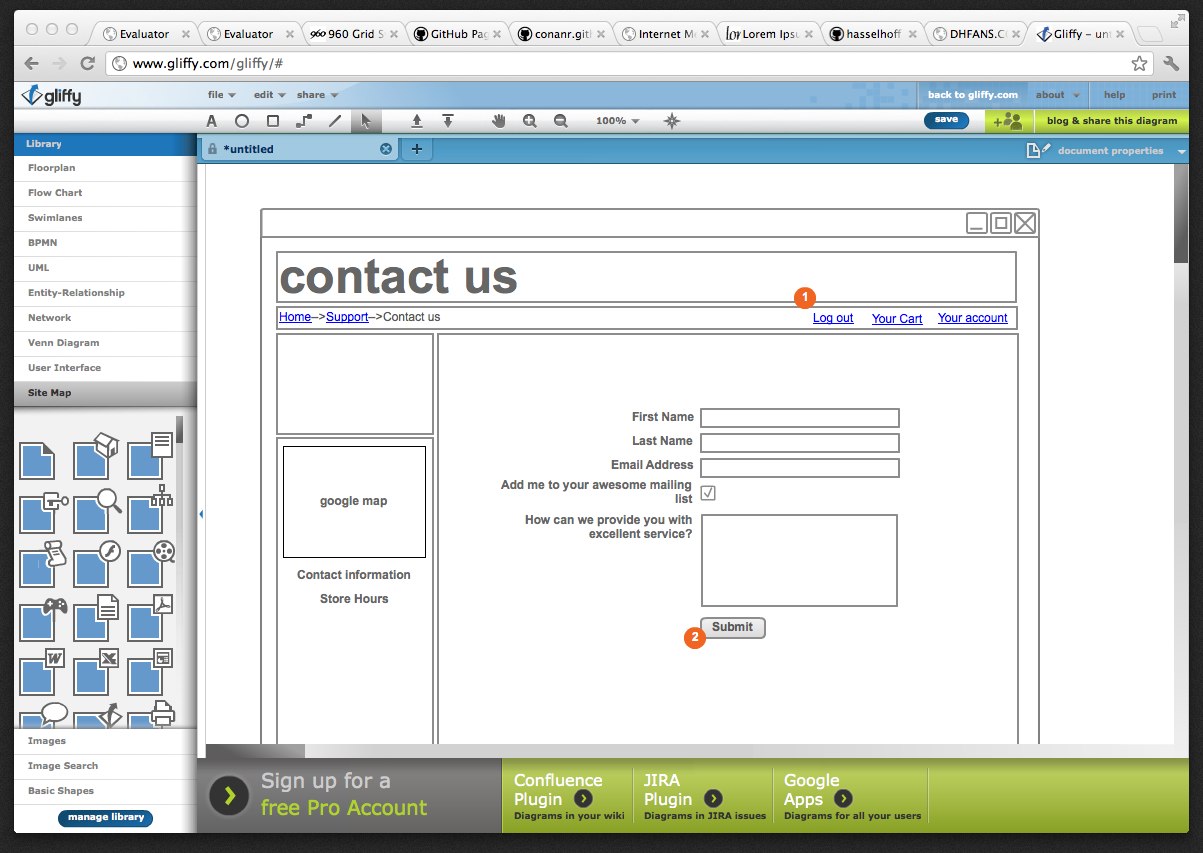 Evaluator
Evaluator
960 960 Grid S
GitHub Pag
conanr.git
Internet Me
lor Lorem Ipsu
hasselhoff
DHFANS.C
Gliffy – unt
www.gliffy.com/gliffy/#
gliffy
file edit share
back to gliffy.com about help print
A 100% save + blog & share this diagram
Library
*untitled +
document properties
Floorplan
Flow Chart
Swimlanes
BPMN
UML
Entity-Relationship
Network
Venn Diagram
User Interface
Site Map
W X
Images
Image Search
Basic Shapes
manage library
contact us
1
Home–>Support–>Contact us
Log out Your Cart Your account
google map
Contact information
Store Hours
First Name
Last Name
Email Address
Add me to your awesome mailing
list
How can we provide you with
excellent service?
Submit
2
Sign up for a
free Pro Account
Confluence
Plugin
Diagrams in your wiki
JIRA
Plugin
Diagrams in JIRA issues
Google
Apps
Diagrams for all your users